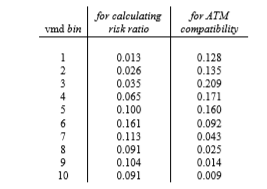 for calculating for ATM
vmd bin risk ratio compatibility
1 0.013 0.128
2 0.026 0.135
3 0.035 0.209
4 0.065 0.171
5 0.100 0.160
6 0.161 0.092
7 0.113 0.043
8 0.091 0.025
9 0.104 0.014
10 0.091 0.009